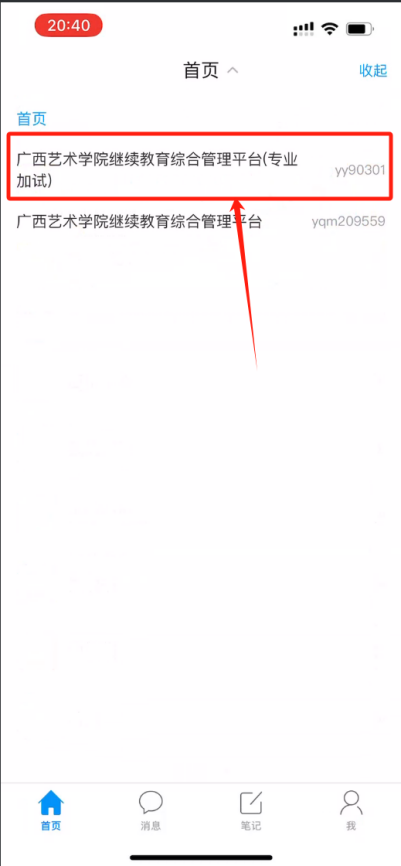 20:40
首页
收起
首页
广西艺术学院继续教育综合管理平台(专业
加试)
yy90301
广西艺术学院继续教育综合管理平台
yqm209559
首页
消息
笔记
我